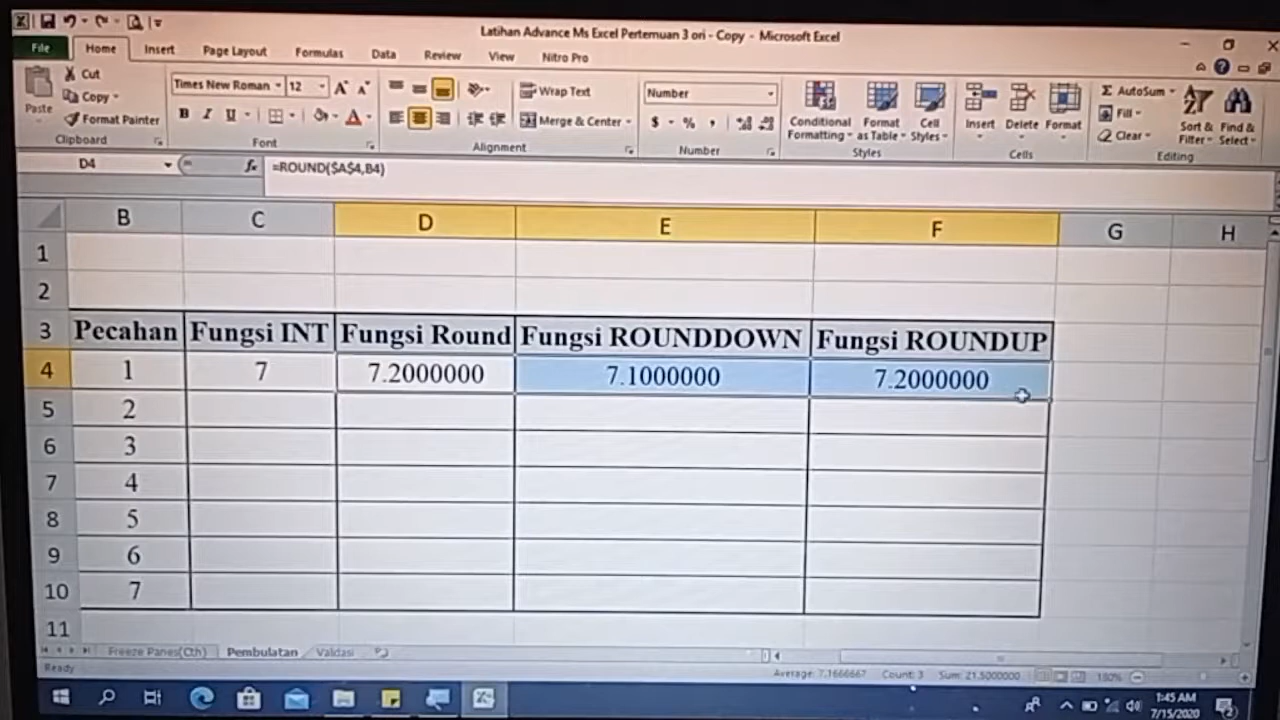 Latihan Advance Ms Excel Pertemuan 3 ori - Copy - Microsoft Excel
File Home Insert Page Layout Formulas Data Review View Nitro Pro
Paste
Cut
Copy
Format Painter
Clipboard
Times New Roman 12
B I U
Font
Wrap Text
Merge & Center
Alignment
Number
$ % ,
Number
Conditional Formatting
Format as Table
Cell Styles
Styles
Insert Delete Format
Cells
Σ AutoSum
Fill
Clear
Sort & Filter
Find & Select
Editing
D4 fx =ROUND($A$4,B4)
B C D E F G H
1
2
3 Pecahan Fungsi INT Fungsi Round Fungsi ROUNDDOWN Fungsi ROUNDUP
4 1 7 7.2000000 7.1000000 7.2000000
5 2
6 3
7 4
8 5
9 6
10 7
11
Freeze Panes(Cth) Pembulatan Validasi
Ready Average: 7.1666667 Count: 3 Sum: 21.5000000 180%
1:45 AM
7/15/2020